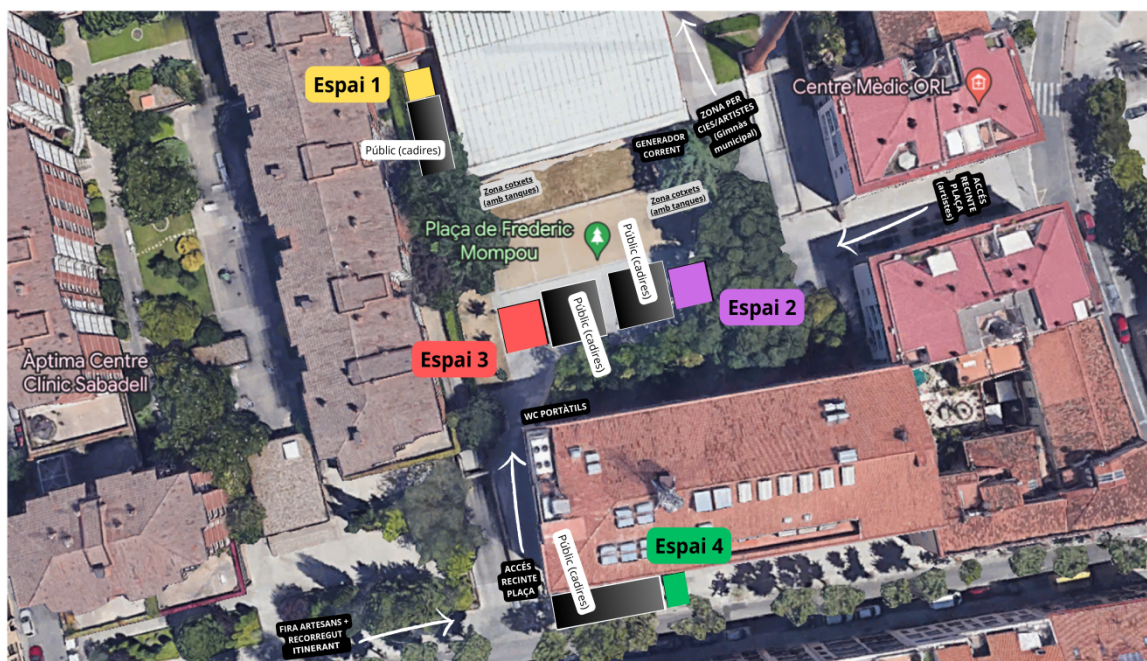 Espai 1
Públic (cadires)
ZONA PER
CIES/ARTISTES
(Gimnàs
municipal)
GENERADOR
CORRENT
Centre Mèdic ORL
Zona cotxets
(amb tanques)
Zona cotxets
(amb tanques)
ACCÉS
RECINTE
PLAÇA
(artistes)
Plaça de Frederic
Mompou
Públic (cadires)
Espai 2
Públic (cadires)
Espai 3
Àptima Centre
Clínic Sabadell
WC PORTÀTILS
Espai 4
Públic (cadires)
ACCÉS
RECINTE
PLAÇA
FIRA ARTESANS +
RECORREGUT
ITINERANT